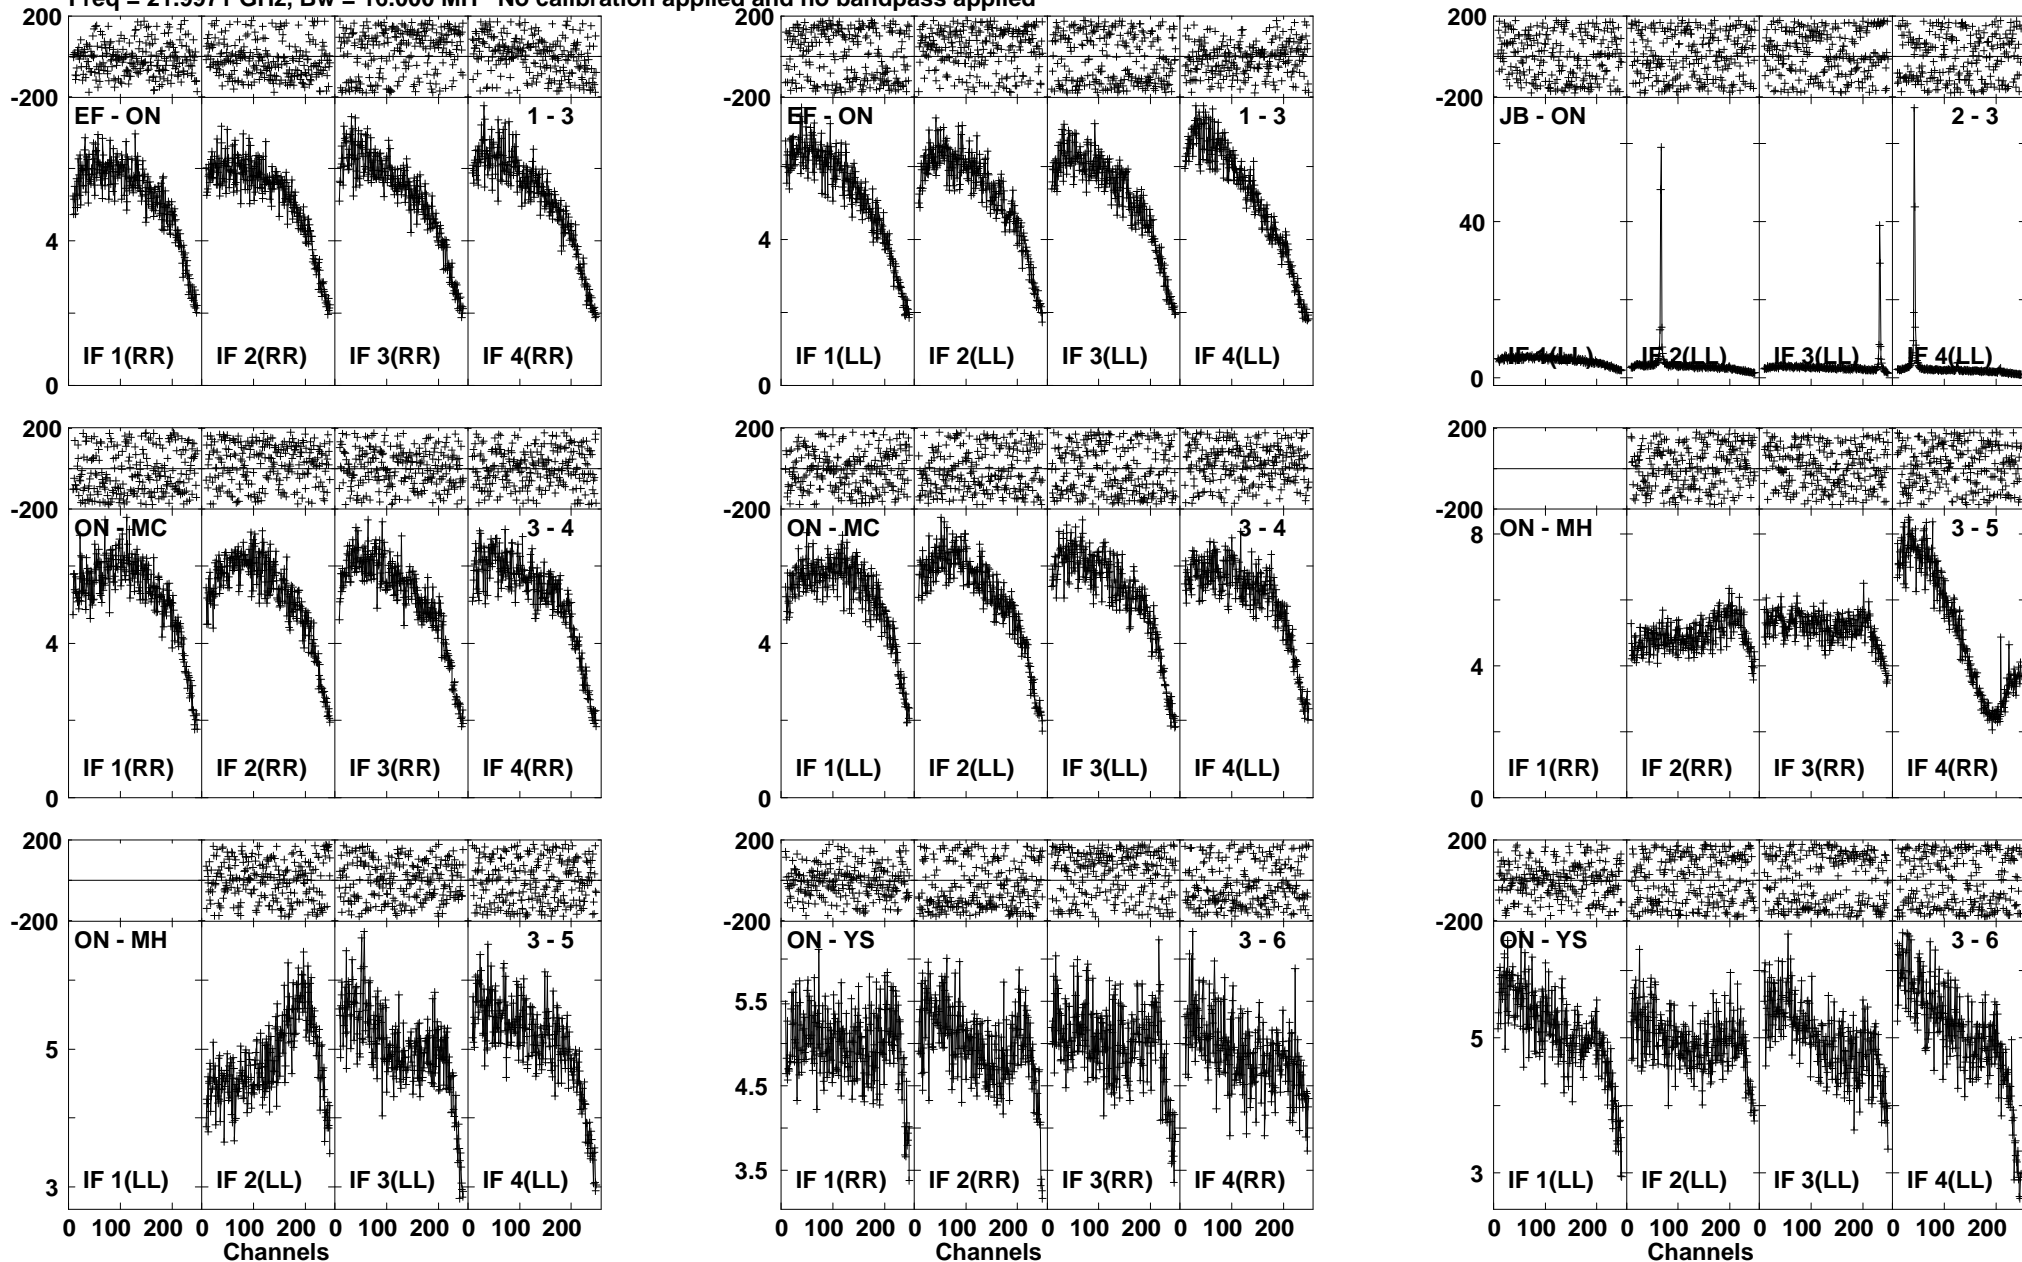 Freq = 21.9971 GHz, Bw = 16.000 MH No calibration applied and no bandpass applied
200
-200
EF - ON 1 - 3
4
0
IF 1(RR) IF 2(RR) IF 3(RR) IF 4(RR)
200
-200
EF - ON 1 - 3
4
0
IF 1(LL) IF 2(LL) IF 3(LL) IF 4(LL)
200
-200
JB - ON 2 - 3
40
0
IF 1(LL) IF 2(LL) IF 3(LL) IF 4(LL)
200
-200
ON - MC 3 - 4
4
0
IF 1(RR) IF 2(RR) IF 3(RR) IF 4(RR)
200
-200
ON - MC 3 - 4
4
0
IF 1(LL) IF 2(LL) IF 3(LL) IF 4(LL)
200
-200
ON - MH 3 - 5
8
4
0
IF 1(RR) IF 2(RR) IF 3(RR) IF 4(RR)
200
-200
ON - MH 3 - 5
5
3
IF 1(LL) IF 2(LL) IF 3(LL) IF 4(LL)
0 100 200 0 100 200 0 100 200 0 100 200
Channels
200
-200
ON - YS 3 - 6
5.5
4.5
3.5
IF 1(RR) IF 2(RR) IF 3(RR) IF 4(RR)
0 100 200 0 100 200 0 100 200 0 100 200
Channels
200
-200
ON - YS 3 - 6
5
3
IF 1(LL) IF 2(LL) IF 3(LL) IF 4(LL)
0 100 200 0 100 200 0 100 200 0 100 200
Channels